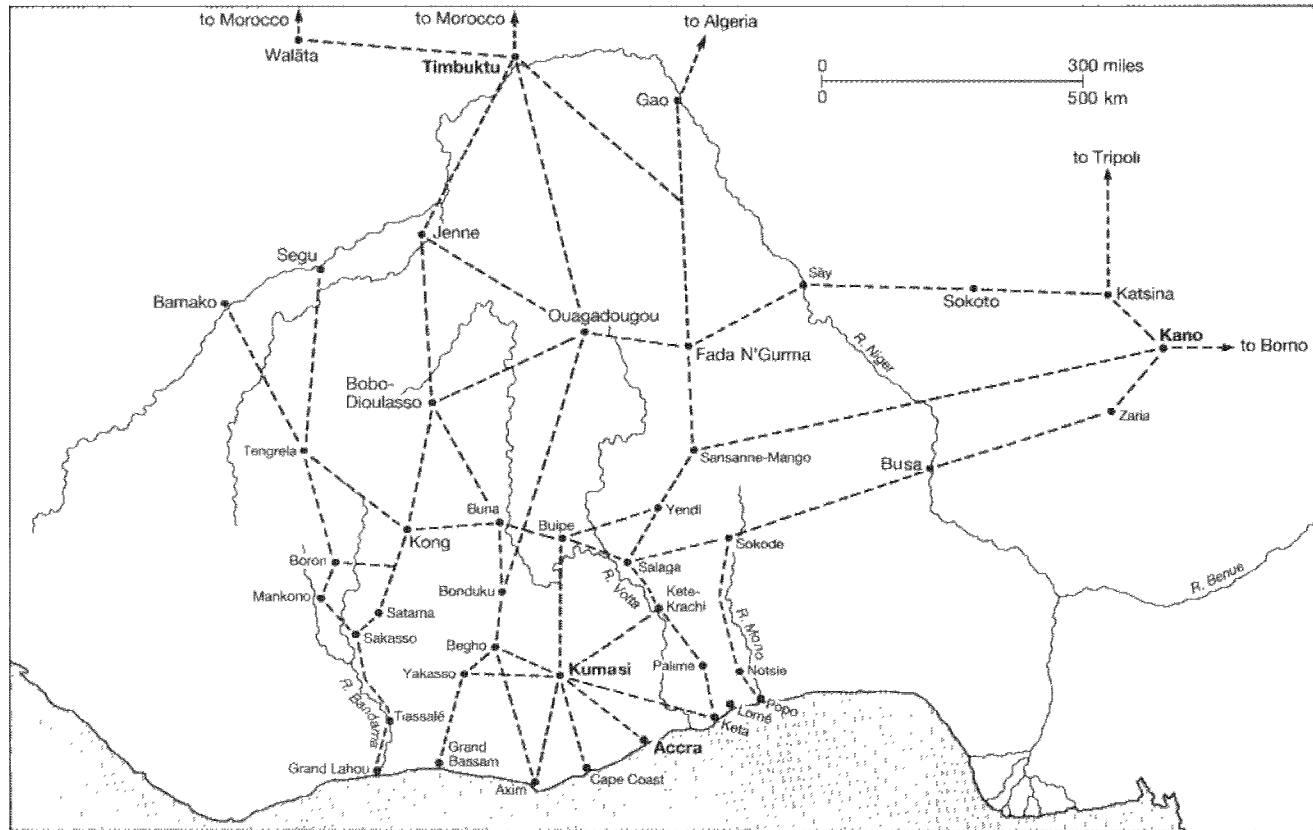 to Morocco
to Morocco
to Algeria
Walāta
Timbuktu
0 300 miles
0 500 km
Gao
to Tripoli
Jenne
Segu
Say
Bamako
Sokoto
Katsina
Ouagadougou
Kano
Fada N'Gurma
R. Niger
to Borno
Bobo-
Dioulasso
Zaria
Tengrela
Sansanne-Mango
Busa
Buna
Buipe
Yendi
Kong
Sokode
Boron
Salaga
R. Benue
Mankono
Bonduku
R. Volta
Kete-
Krachi
Satama
Sakasso
R. Mono
Begho
Yakasso
Kumasi
Palime
Notsie
R. Bandama
Popo
Tiassalé
Lomé
Keta
Accra
Grand
Bassam
Grand Lahou
Cape Coast
Axim